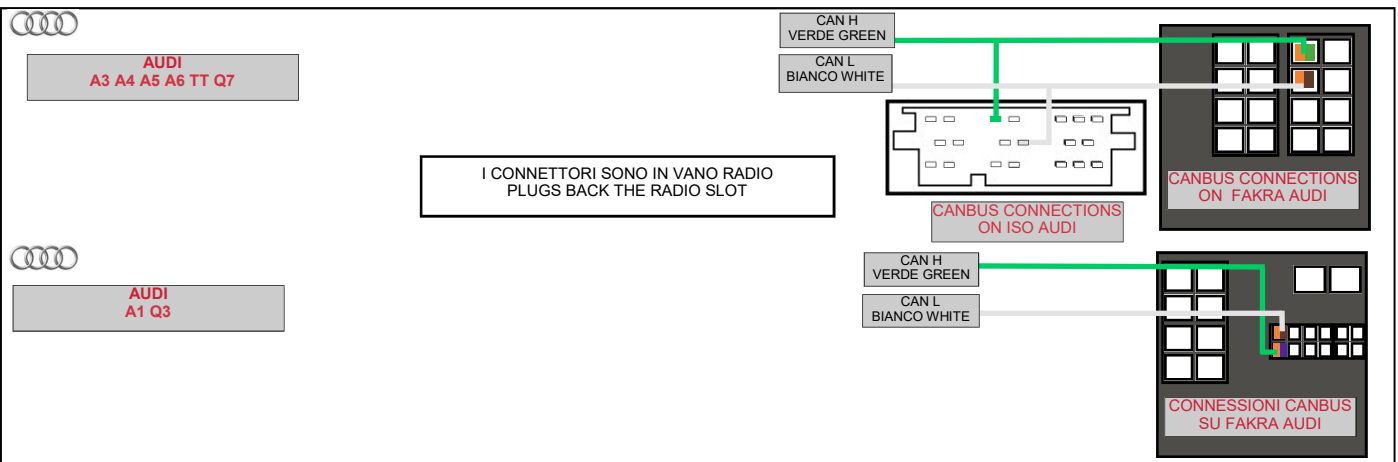 AUDI
A3 A4 A5 A6 TT Q7
CAN H
VERDE GREEN
CAN L
BIANCO WHITE
I CONNETTORI SONO IN VANO RADIO
PLUGS BACK THE RADIO SLOT
CANBUS CONNECTIONS
ON ISO AUDI
CANBUS CONNECTIONS
ON FAKRA AUDI
AUDI
A1 Q3
CAN H
VERDE GREEN
CAN L
BIANCO WHITE
CONNESSIONI CANBUS
SU FAKRA AUDI